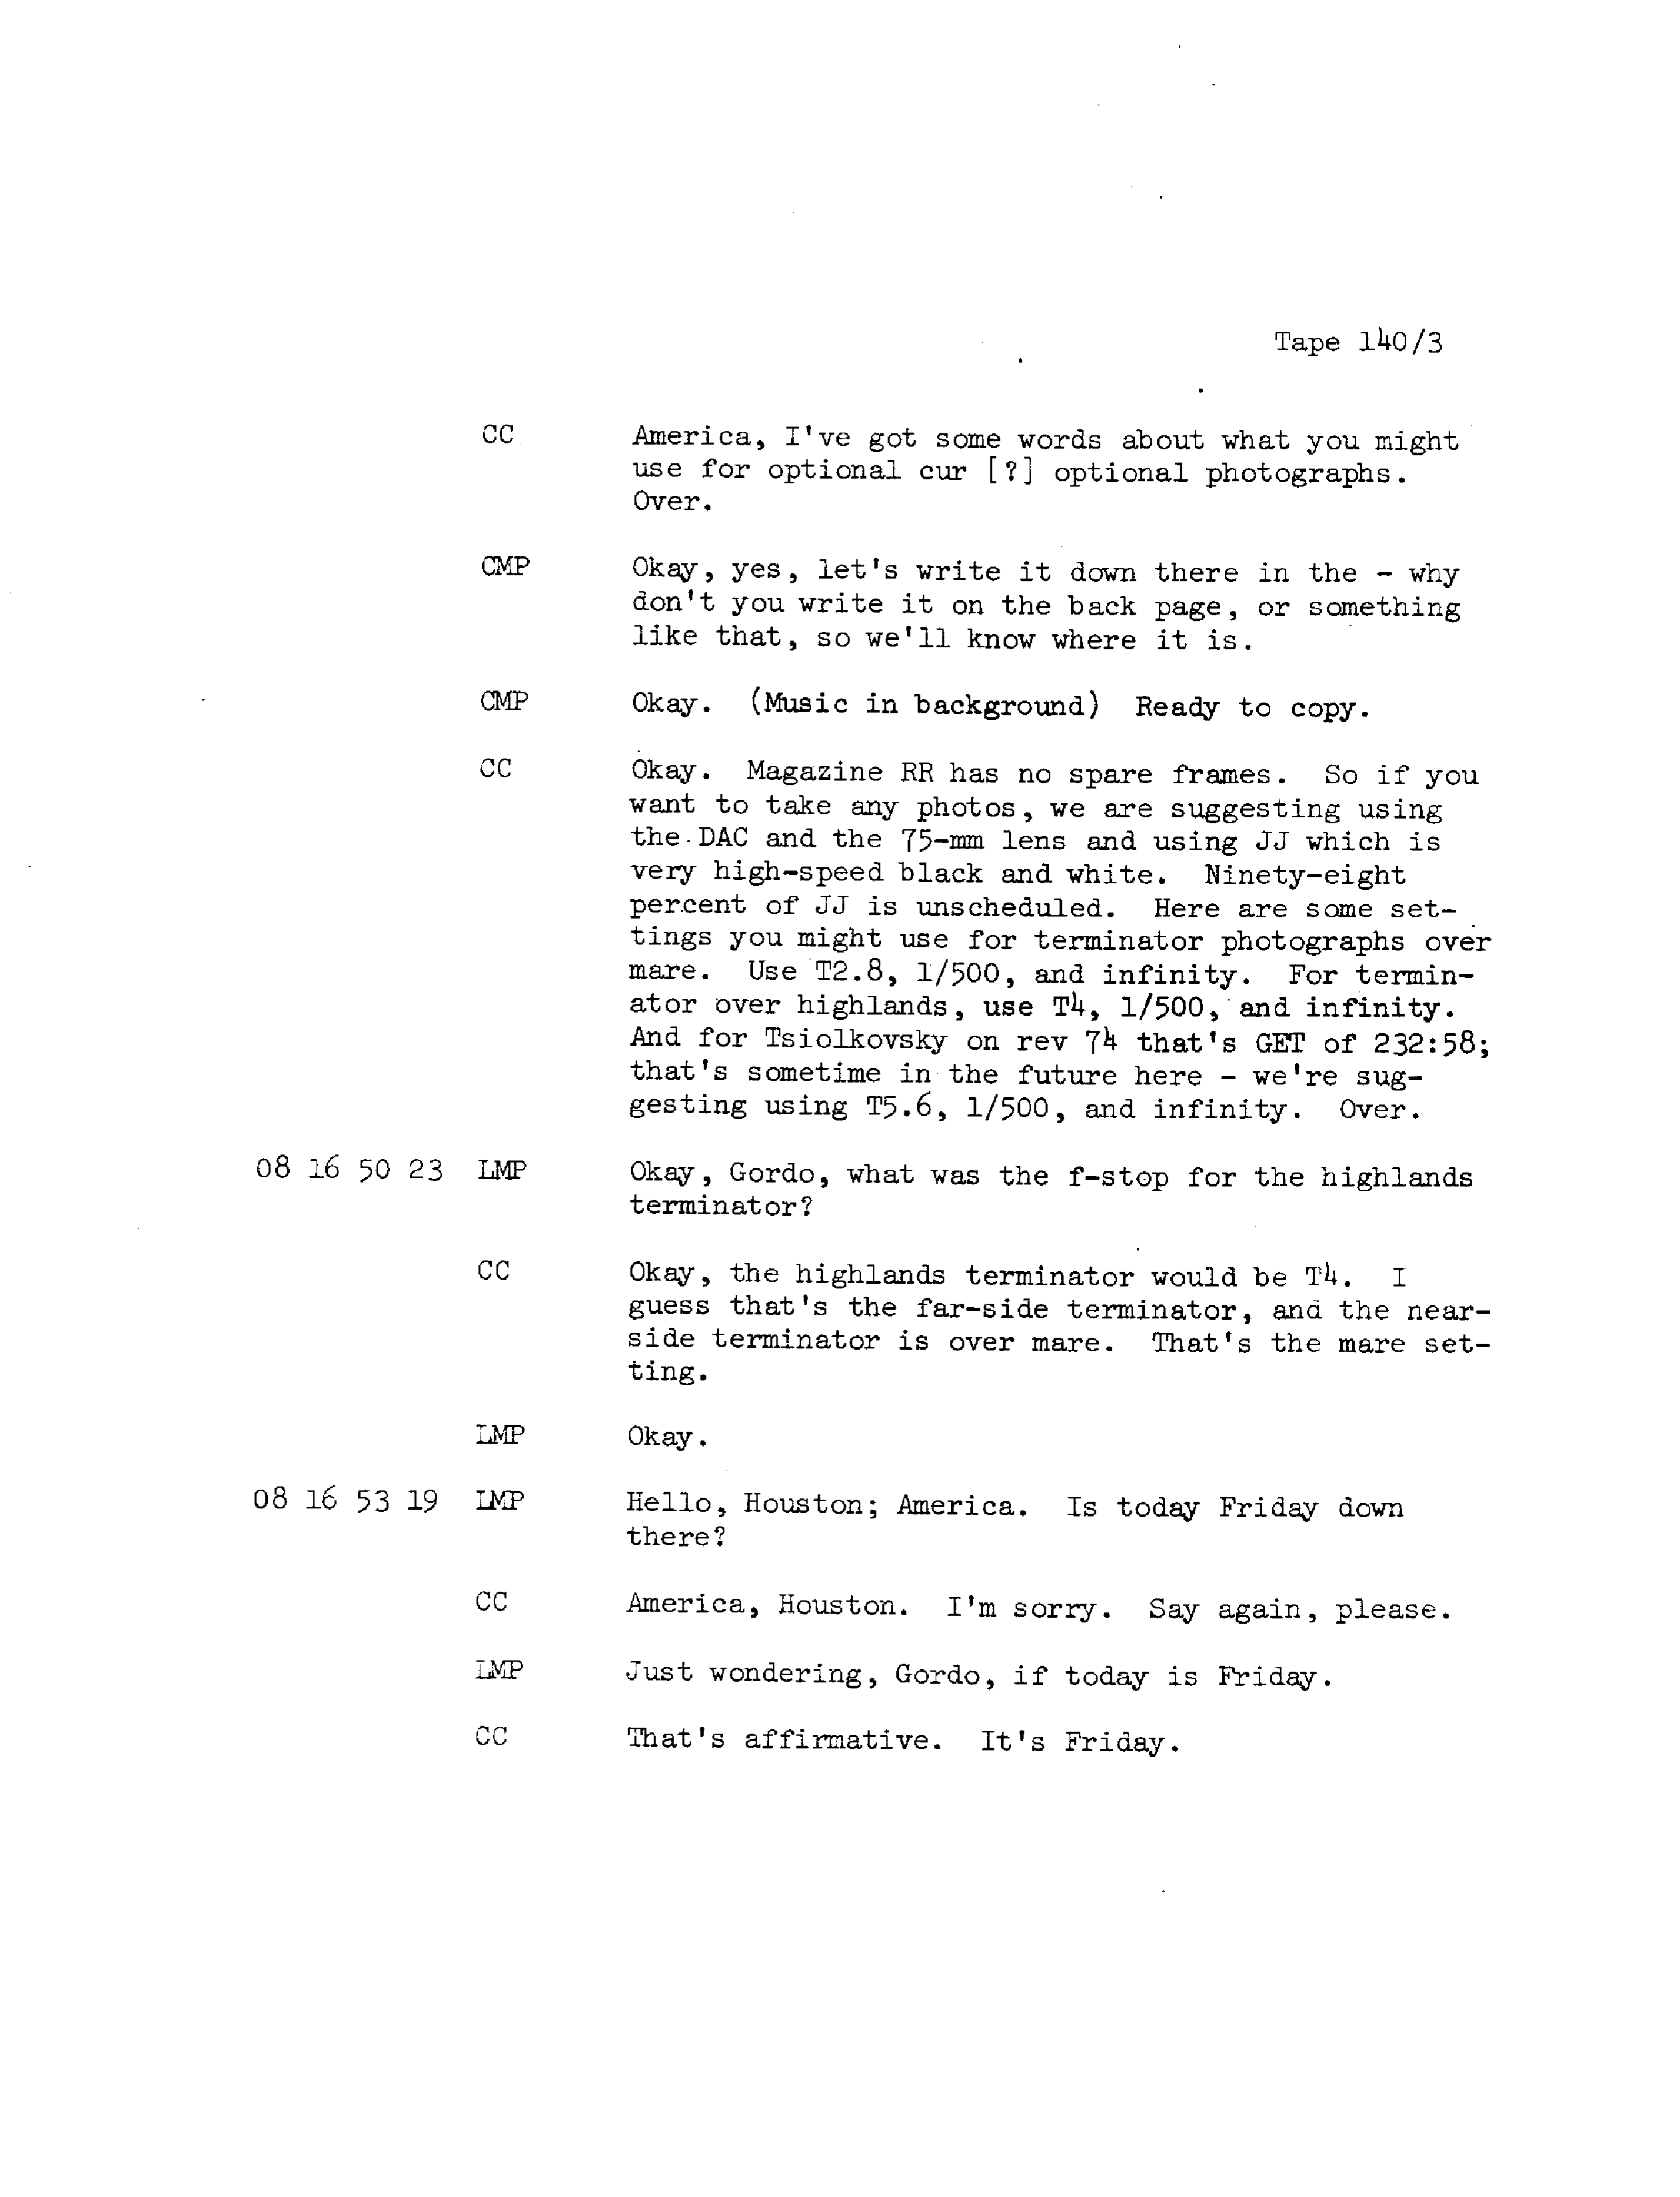 Tape 140/3
CC America, I've got some words about what you might
use for optional cur [?] optional photographs.
Over.
CMP Okay, yes, let's write it down there in the - why
don't you write it on the back page, or something
like that, so we'll know where it is.
CMP Okay. (Music in background) Ready to copy.
CC Okay. Magazine RR has no spare frames. So if you
want to take any photos, we are suggesting using
the DAC and the 75-mm lens and using JJ which is
very high-speed black and white. Ninety-eight
percent of JJ is unscheduled. Here are some set-
tings you might use for terminator photographs over
mare. Use T2.8, 1/500, and infinity. For termin-
ator over highlands, use T4, 1/500, and infinity.
And for Tsiolkovsky on rev 74 that's GET of 232:58;
that's sometime in the future here - we're sug-
gesting using T5.6, 1/500, and infinity. Over.
08 16 50 23 LMP Okay, Gordo, what was the f-stop for the highlands
terminator?
CC Okay, the highlands terminator would be T4. I
guess that's the far-side terminator, and the near-
side terminator is over mare. That's the mare set-
ting.
LMP Okay.
08 16 53 19 LMP Hello, Houston; America. Is today Friday down
there?
CC America, Houston. I'm sorry. Say again, please.
LMP Just wondering, Gordo, if today is Friday.
CC That's affirmative. It's Friday.